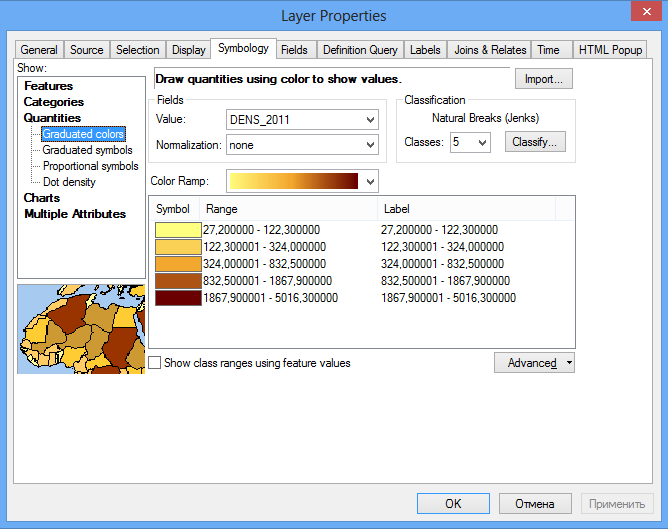 Layer Properties
General Source Selection Display Symbology Fields Definition Query Labels Joins & Relates Time HTML Popup
Show:
Features
Categories
Quantities
Graduated colors
Graduated symbols
Proportional symbols
Dot density
Charts
Multiple Attributes
Draw quantities using color to show values.
Import...
Fields
Value: DENS_2011
Normalization: none
Classification
Natural Breaks (Jenks)
Classes: 5 Classify...
Color Ramp:
Symbol Range Label
27,200000 - 122,300000 27,200000 - 122,300000
122,300001 - 324,000000 122,300001 - 324,000000
324,000001 - 832,500000 324,000001 - 832,500000
832,500001 - 1867,900000 832,500001 - 1867,900000
1867,900001 - 5016,300000 1867,900001 - 5016,300000
Show class ranges using feature values
Advanced
OK Отмена Применить